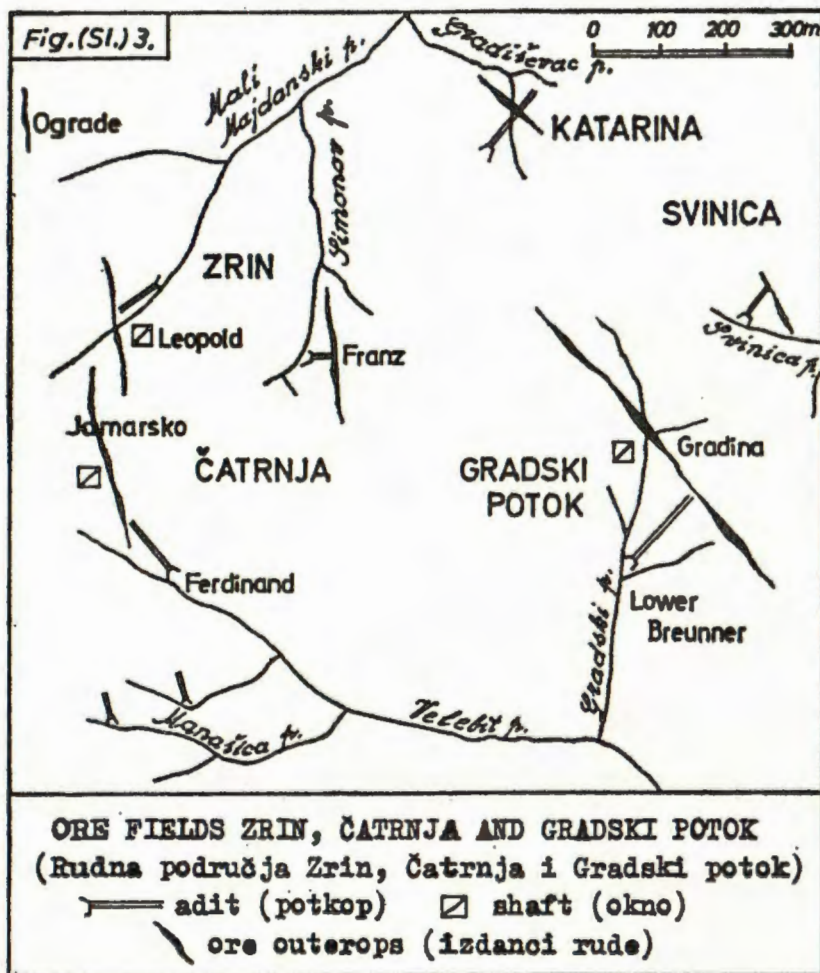 Fig.(Sl.) 3.
0 100 200 300m
Gradiševac p.
Mali
Majdanski p.
Ograde
KATARINA
Simonov p.
SVINICA
ZRIN
Leopold
Franz
Svinica p.
Jamarsko
ČATRNJA
GRADSKI
POTOK
Gradina
Ferdinand
Lower
Breunner
Gradski p.
Manašica p.
Velebit p.
ORE FIELDS ZRIN, ČATRNJA AND GRADSKI POTOK
(Rudna područja Zrin, Čatrnja i Gradski potok)
adit (potkop) shaft (okno)
ore outerops (izdanci rude)